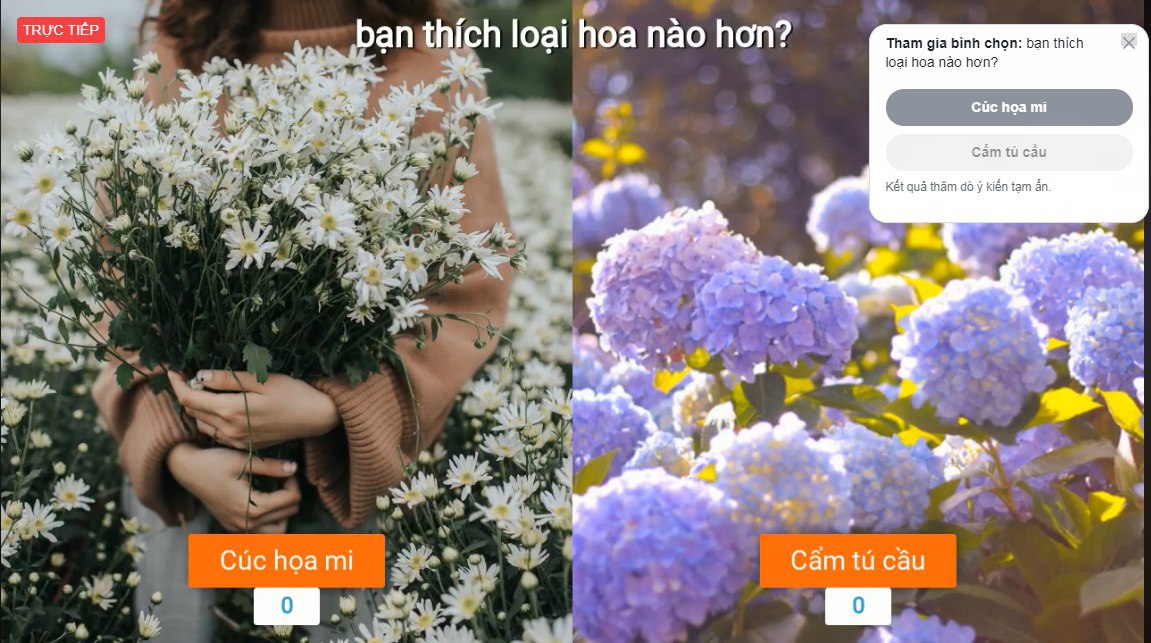 TRỰC TIẾP
bạn thích loại hoa nào hơn?
Tham gia bình chọn: bạn thích
loại hoa nào hơn?
Cúc họa mi
Cẩm tú cầu
Kết quả thăm dò ý kiến tạm ẩn.
Cúc họa mi
0
Cẩm tú cầu
0